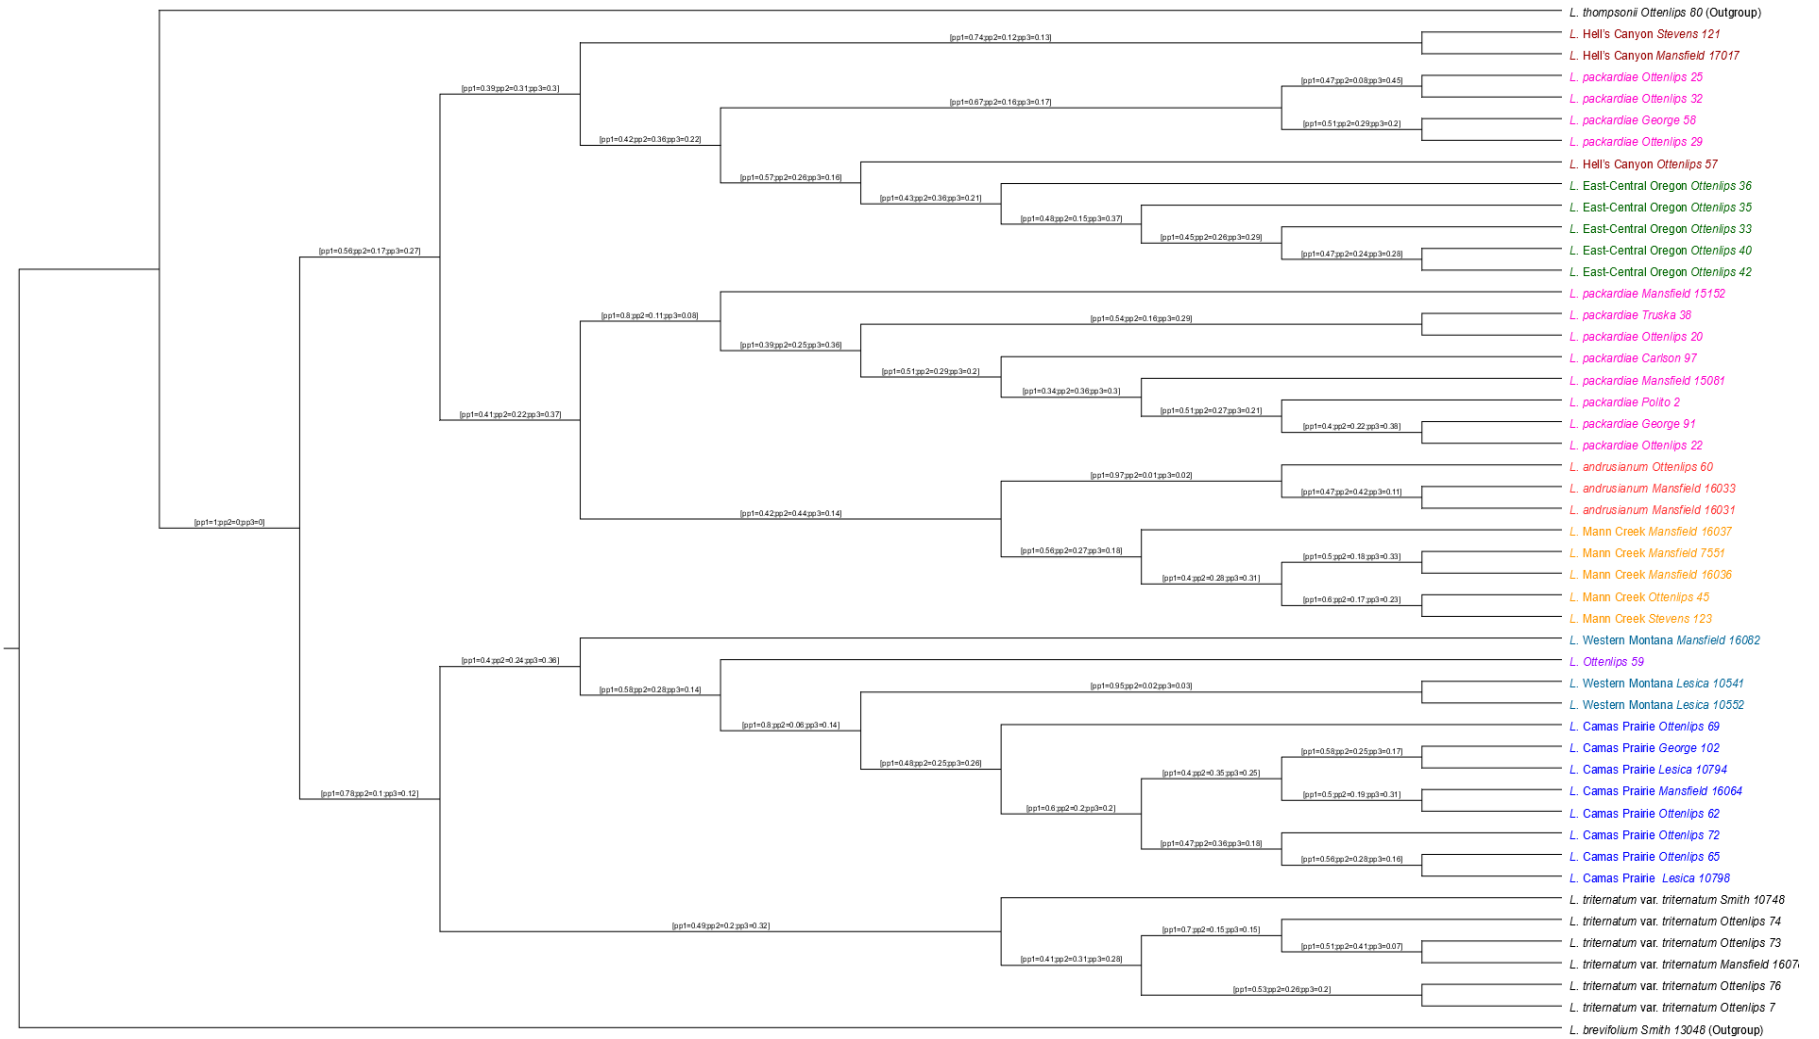 L. thompsonii Ottenlips 80 (Outgroup)
L. Hell's Canyon Stevens 121
[pp1=0.74;pp2=0.12;pp3=0.13]
L. Hell's Canyon Mansfield 17017
L. packardiae Ottenlips 25
[pp1=0.47;pp2=0.08;pp3=0.45]
[pp1=0.39;pp2=0.31;pp3=0.3]
L. packardiae Ottenlips 32
[pp1=0.67;pp2=0.16;pp3=0.17]
L. packardiae George 58
[pp1=0.51;pp2=0.29;pp3=0.2]
[pp1=0.42;pp2=0.36;pp3=0.22]
L. packardiae Ottenlips 29
L. Hell's Canyon Ottenlips 57
[pp1=0.57;pp2=0.26;pp3=0.16]
L. East-Central Oregon Ottenlips 36
[pp1=0.43;pp2=0.36;pp3=0.21]
L. East-Central Oregon Ottenlips 35
[pp1=0.48;pp2=0.15;pp3=0.37]
L. East-Central Oregon Ottenlips 33
[pp1=0.45;pp2=0.26;pp3=0.29]
[pp1=0.56;pp2=0.17;pp3=0.27]
L. East-Central Oregon Ottenlips 40
[pp1=0.47;pp2=0.24;pp3=0.28]
L. East-Central Oregon Ottenlips 42
L. packardiae Mansfield 15152
[pp1=0.8;pp2=0.11;pp3=0.08]
L. packardiae Truska 38
[pp1=0.54;pp2=0.16;pp3=0.29]
L. packardiae Ottenlips 20
[pp1=0.39;pp2=0.25;pp3=0.36]
L. packardiae Carlson 97
[pp1=0.51;pp2=0.29;pp3=0.2]
L. packardiae Mansfield 15081
[pp1=0.34;pp2=0.36;pp3=0.3]
L. packardiae Polito 2
[pp1=0.51;pp2=0.27;pp3=0.21]
[pp1=0.41;pp2=0.22;pp3=0.37]
L. packardiae George 91
[pp1=0.4;pp2=0.22;pp3=0.38]
L. packardiae Ottenlips 22
L. andrusianum Ottenlips 60
[pp1=0.97;pp2=0.01;pp3=0.02]
L. andrusianum Mansfield 16033
[pp1=0.47;pp2=0.42;pp3=0.11]
L. andrusianum Mansfield 16031
[pp1=0.42;pp2=0.44;pp3=0.14]
[pp1=1;pp2=0;pp3=0]
L. Mann Creek Mansfield 16037
[pp1=0.56;pp2=0.27;pp3=0.18]
L. Mann Creek Mansfield 7551
[pp1=0.5;pp2=0.18;pp3=0.33]
L. Mann Creek Mansfield 16036
[pp1=0.4;pp2=0.28;pp3=0.31]
L. Mann Creek Ottenlips 45
[pp1=0.6;pp2=0.17;pp3=0.23]
L. Mann Creek Stevens 123
L. Western Montana Mansfield 16082
[pp1=0.4;pp2=0.24;pp3=0.36]
L. Ottenlips 59
L. Western Montana Lesica 10541
[pp1=0.95;pp2=0.02;pp3=0.03]
[pp1=0.58;pp2=0.28;pp3=0.14]
L. Western Montana Lesica 10552
[pp1=0.8;pp2=0.06;pp3=0.14]
L. Camas Prairie Ottenlips 69
L. Camas Prairie George 102
[pp1=0.58;pp2=0.25;pp3=0.17]
[pp1=0.48;pp2=0.25;pp3=0.26]
L. Camas Prairie Lesica 10794
[pp1=0.4;pp2=0.35;pp3=0.25]
L. Camas Prairie Mansfield 16064
[pp1=0.5;pp2=0.19;pp3=0.31]
[pp1=0.78;pp2=0.1;pp3=0.12]
[pp1=0.6;pp2=0.2;pp3=0.2]
L. Camas Prairie Ottenlips 62
L. Camas Prairie Ottenlips 72
[pp1=0.47;pp2=0.36;pp3=0.18]
L. Camas Prairie Ottenlips 65
[pp1=0.56;pp2=0.28;pp3=0.16]
L. Camas Prairie Lesica 10798
L. triternatum var. triternatum Smith 10748
[pp1=0.49;pp2=0.2;pp3=0.32]
L. triternatum var. triternatum Ottenlips 74
[pp1=0.7;pp2=0.15;pp3=0.15]
L. triternatum var. triternatum Ottenlips 73
[pp1=0.51;pp2=0.41;pp3=0.07]
[pp1=0.41;pp2=0.31;pp3=0.28]
L. triternatum var. triternatum Mansfield
L. triternatum var. triternatum Ottenlips 76
[pp1=0.53;pp2=0.26;pp3=0.2]
L. triternatum var. triternatum Ottenlips 7
L. brevifolium Smith 13048 (Outgroup)